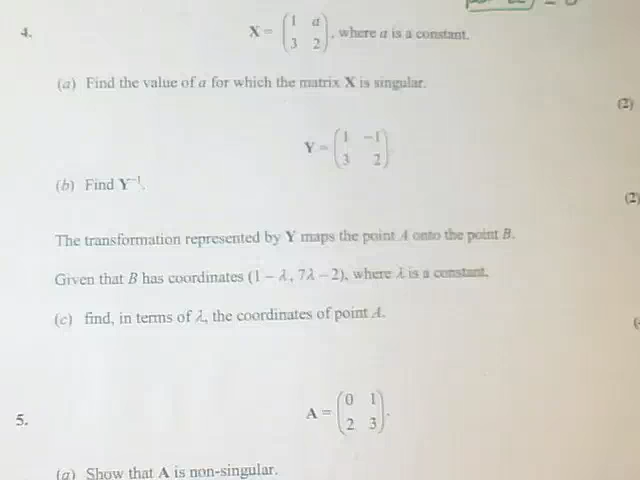 4.
X = ( 1 a
3 2 ), where a is a constant.
(a) Find the value of a for which the matrix X is singular.
(2)
Y = ( 1 −1
3 2 ).
(b) Find Y⁻¹.
(2)
The transformation represented by Y maps the point A onto the point B.
Given that B has coordinates (1 − λ, 7λ − 2), where λ is a constant,
(c) find, in terms of λ, the coordinates of point A.
5.
A = ( 0 1
2 3 ).
(a) Show that A is non-singular.